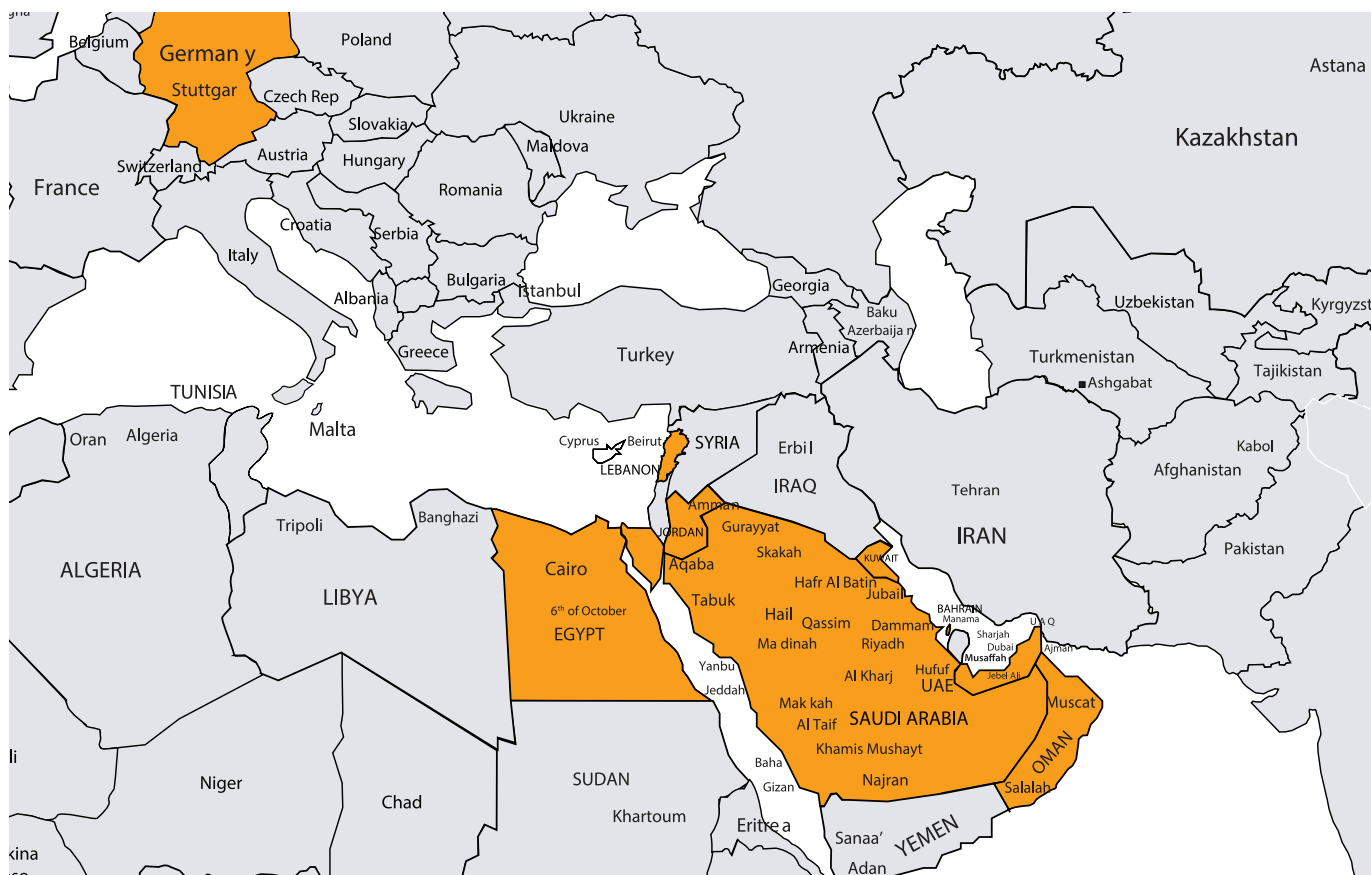 Belgium
German y
Poland
Astana
Stuttgar
Czech Rep
Ukraine
Slovakia
Kazakhstan
Maldova
Austria
Hungary
Switzerland
France
Romania
Croatia
Serbia
Italy
Bulgaria
Georgia
Istanbul
Albania
Uzbekistan
Kyrgyzst
Baku
Azerbaija n
Greece
Turkey
Armenia
Turkmenistan
Tajikistan
Ashgabat
TUNISIA
Malta
Oran
Algeria
Cyprus
Beirut
SYRIA
Erbi l
Kabol
LEBANON
Afghanistan
IRAQ
Tehran
Amman
Banghazi
Tripoli
Gurayyat
JORDAN
IRAN
Skakah
Pakistan
KUWAIT
ALGERIA
Cairo
Aqaba
Hafr Al Batin
Jubail
LIBYA
Tabuk
6th of October
Hail
BAHRAIN
Manama
Qassim
Dammam
U A Q
EGYPT
Sharjah
Ma dinah
Riyadh
Dubai
Ajman
Musaffah
Yanbu
Hufuf
Al Kharj
Jebel Ali
UAE
Jeddah
Mak kah
Muscat
Al Taif
SAUDI ARABIA
Khamis Mushayt
OMAN
li
Baha
Niger
SUDAN
Najran
Gizan
Salalah
Chad
Khartoum
Eritre a
Sanaa'
YEMEN
kina
Adan